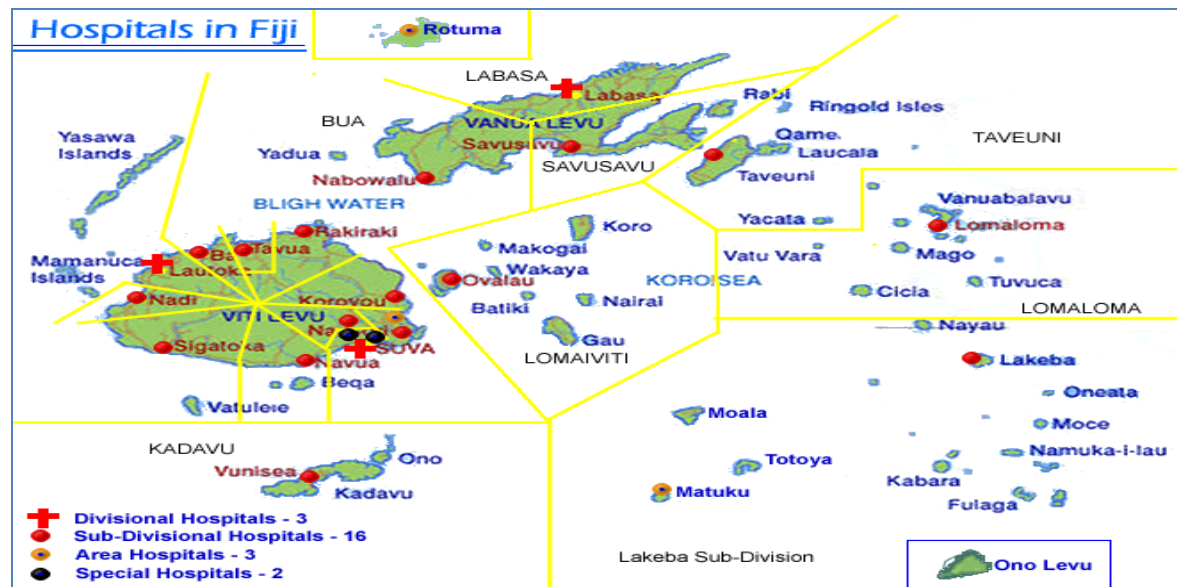 Hospitals in Fiji
Rotuma
LABASA
Labasa
Rabi
Ringold Isles
BUA
VANUA LEVU
Yasawa
Islands
Yadua
Savusavu
SAVUSAVU
Qame
Laucala
TAVEUNI
Taveuni
Nabowalu
BLIGH WATER
Vanuabalavu
Yacata
Lomaloma
Koro
Rakiraki
Tavua
Ba
Makogai
Vatu Vara
Mago
Mamanuca
Islands
Lautoka
Wakaya
Ovalau
KOROISEA
Cicia
Tuvuca
Nadi
Korovou
Batiki
Nairai
LOMALOMA
VITI LEVU
Nayau
Gau
Sigatoka
SUVA
LOMAIVITI
Navua
Lakeba
Beqa
Oneata
Vatulele
Moala
Moce
KADAVU
Ono
Namuka-i-lau
Vunisea
Totoya
Kabara
Kadavu
Matuku
Fulaga
Divisional Hospitals - 3
Sub-Divisional Hospitals - 16
Area Hospitals - 3
Special Hospitals - 2
Lakeba Sub-Division
Ono Levu